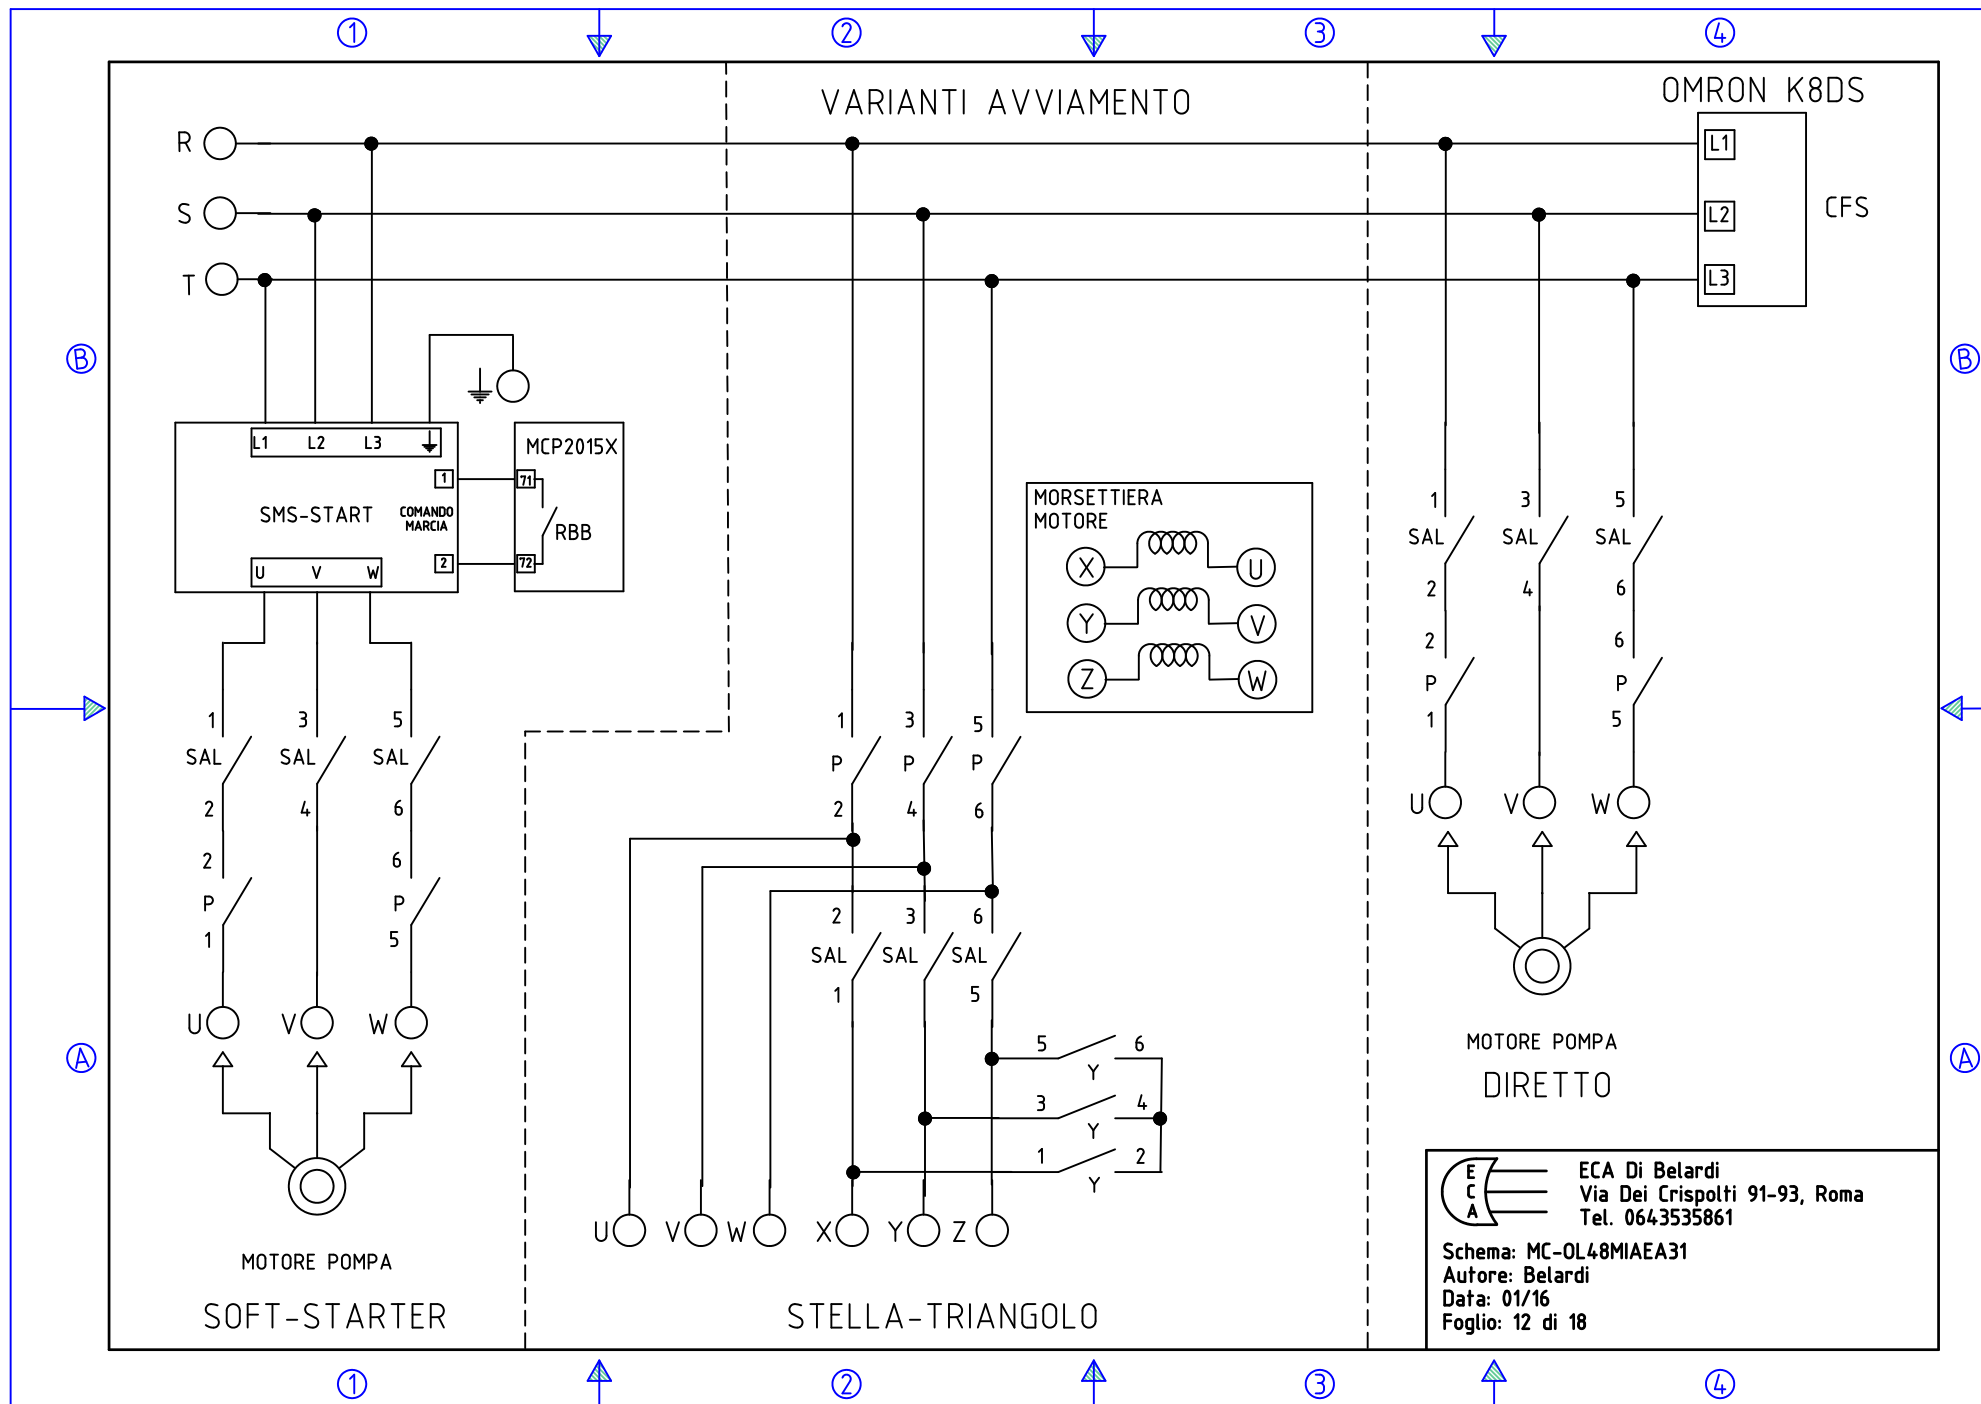 1 2 3 4
VARIANTI AVVIAMENTO
OMRON K8DS
R
L1
S
L2
CFS
T
L3
B B
L1 L2 L3
MCP2015X
1 71
SMS-START
COMANDO
MARCIA
RBB
2 72
U V W
MORSETTIERA
MOTORE
X U
Y V
Z W
1 3 5
SAL SAL SAL
2 4 6
2 6
P P
1 5
U V W
MOTORE POMPA
DIRETTO
1 3 5
SAL SAL SAL
2 4 6
2 6
P P
1 5
U V W
MOTORE POMPA
SOFT-STARTER
1 3 5
P P P
2 4 6
2 3 6
SAL SAL SAL
1 5
5 6
Y
3 4
Y
1 2
Y
U V W X Y Z
STELLA-TRIANGOLO
A A
E
C
A
ECA Di Belardi
Via Dei Crispolti 91-93, Roma
Tel. 0643535861
Schema: MC-OL48MIAEA31
Autore: Belardi
Data: 01/16
Foglio: 12 di 18
1 2 3 4